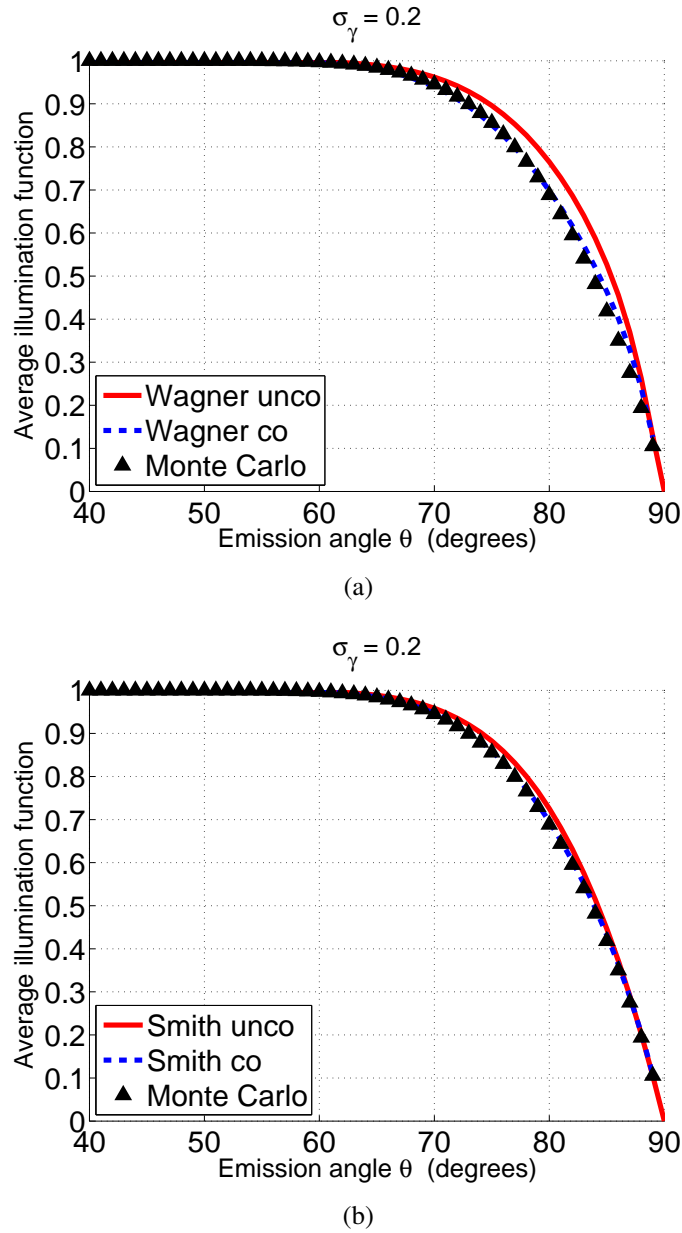 σγ = 0.2
Average illumination function
1
0.9
0.8
0.7
0.6
0.5
0.4
0.3
0.2
0.1
0
Wagner unco
Wagner co
Monte Carlo
40 50 60 70 80 90
Emission angle θ (degrees)
(a)
σγ = 0.2
Average illumination function
1
0.9
0.8
0.7
0.6
0.5
0.4
0.3
0.2
0.1
0
Smith unco
Smith co
Monte Carlo
40 50 60 70 80 90
Emission angle θ (degrees)
(b)